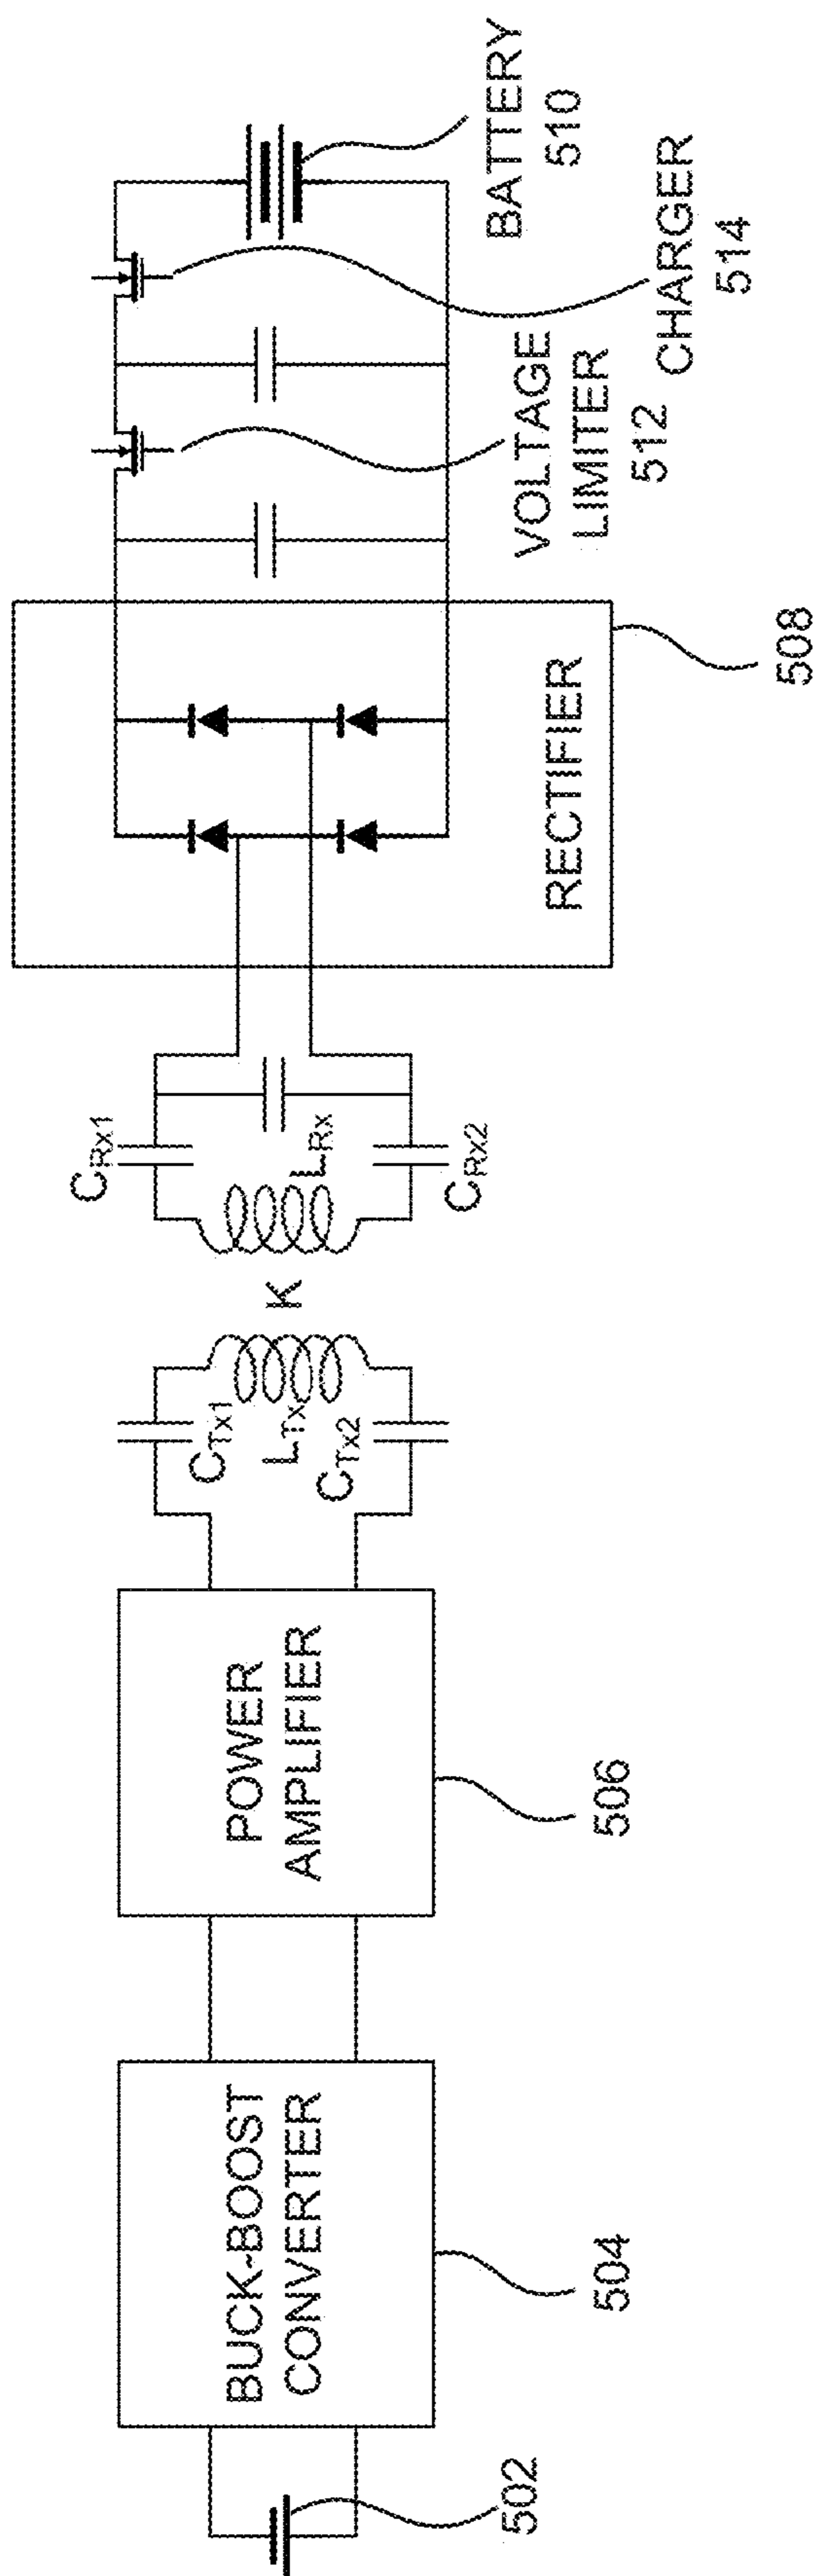 502
BUCK-BOOST
CONVERTER
504
POWER
AMPLIFIER
506
CTx1
LTx
CTx2
K
CRx1
LRx
CRx2
RECTIFIER
508
VOLTAGE
LIMITER
512
CHARGER
514
BATTERY
510